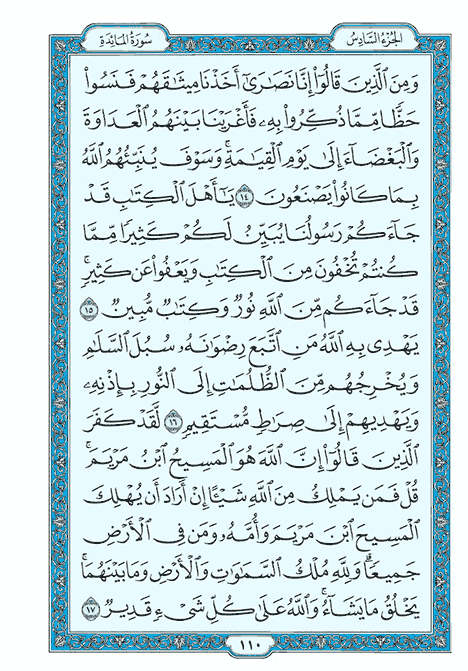 الجزء السادس
سورة المائدة
وَمِنَ ٱلَّذِينَ قَالُوٓا۟ إِنَّا نَصَٰرَىٰٓ أَخَذْنَا مِيثَٰقَهُمْ فَنَسُوا۟
حَظًّا مِّمَّا ذُكِّرُوا۟ بِهِۦ فَأَغْرَيْنَا بَيْنَهُمُ ٱلْعَدَاوَةَ
وَٱلْبَغْضَآءَ إِلَىٰ يَوْمِ ٱلْقِيَٰمَةِ ۚ وَسَوْفَ يُنَبِّئُهُمُ ٱللَّهُ
بِمَا كَانُوا۟ يَصْنَعُونَ ١٤ يَٰٓأَهْلَ ٱلْكِتَٰبِ قَدْ
جَآءَكُمْ رَسُولُنَا يُبَيِّنُ لَكُمْ كَثِيرًا مِّمَّا
كُنتُمْ تُخْفُونَ مِنَ ٱلْكِتَٰبِ وَيَعْفُوا۟ عَن كَثِيرٍ ۚ
قَدْ جَآءَكُم مِّنَ ٱللَّهِ نُورٌ وَكِتَٰبٌ مُّبِينٌ ١٥
يَهْدِى بِهِ ٱللَّهُ مَنِ ٱتَّبَعَ رِضْوَٰنَهُۥ سُبُلَ ٱلسَّلَٰمِ
وَيُخْرِجُهُم مِّنَ ٱلظُّلُمَٰتِ إِلَى ٱلنُّورِ بِإِذْنِهِۦ
وَيَهْدِيهِمْ إِلَىٰ صِرَٰطٍ مُّسْتَقِيمٍ ١٦ لَّقَدْ كَفَرَ
ٱلَّذِينَ قَالُوٓا۟ إِنَّ ٱللَّهَ هُوَ ٱلْمَسِيحُ ٱبْنُ مَرْيَمَ ۚ
قُلْ فَمَن يَمْلِكُ مِنَ ٱللَّهِ شَيْـًٔا إِنْ أَرَادَ أَن يُهْلِكَ
ٱلْمَسِيحَ ٱبْنَ مَرْيَمَ وَأُمَّهُۥ وَمَن فِى ٱلْأَرْضِ
جَمِيعًا ۗ وَلِلَّهِ مُلْكُ ٱلسَّمَٰوَٰتِ وَٱلْأَرْضِ وَمَا بَيْنَهُمَا ۚ
يَخْلُقُ مَا يَشَآءُ ۚ وَٱللَّهُ عَلَىٰ كُلِّ شَىْءٍ قَدِيرٌ ١٧
١١٠